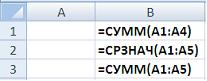 A B
1 =СУММ(A1:A4)
2 =СРЗНАЧ(A1:A5)
3 =СУММ(A1:A5)